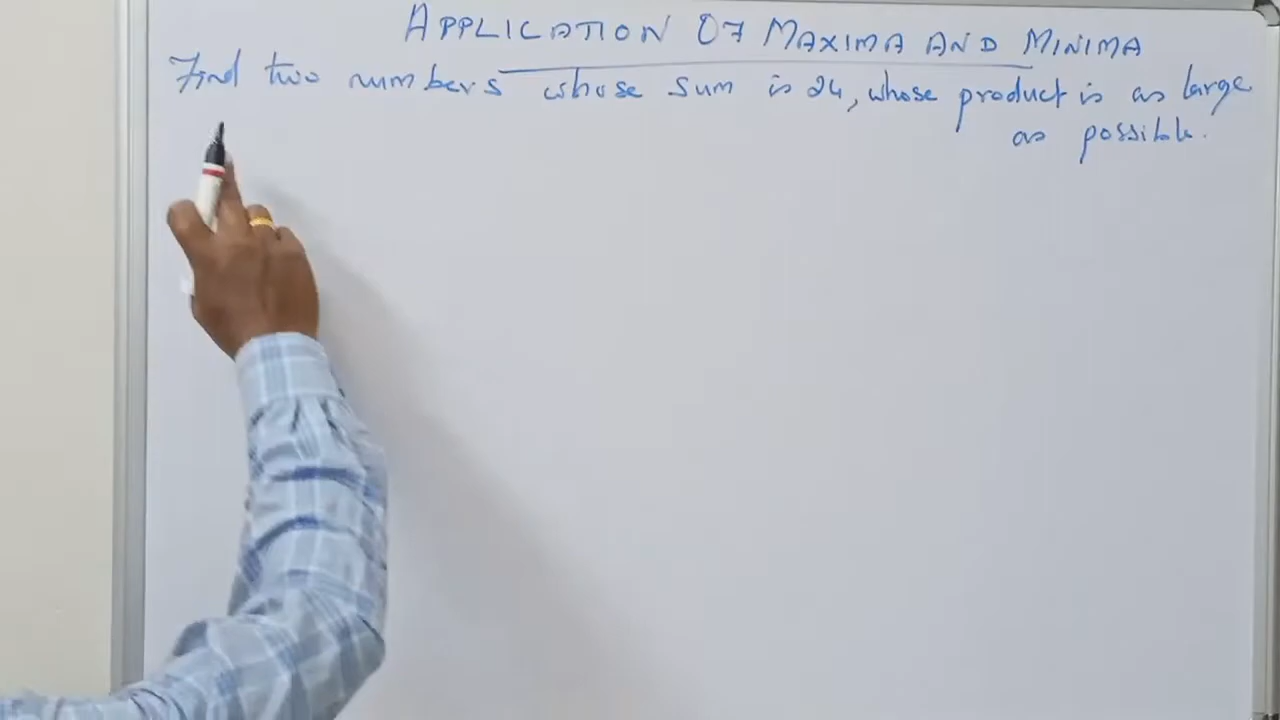 APPLICATION OF MAXIMA AND MINIMA
Find two numbers whose sum is 24, whose product is as large
as possible.